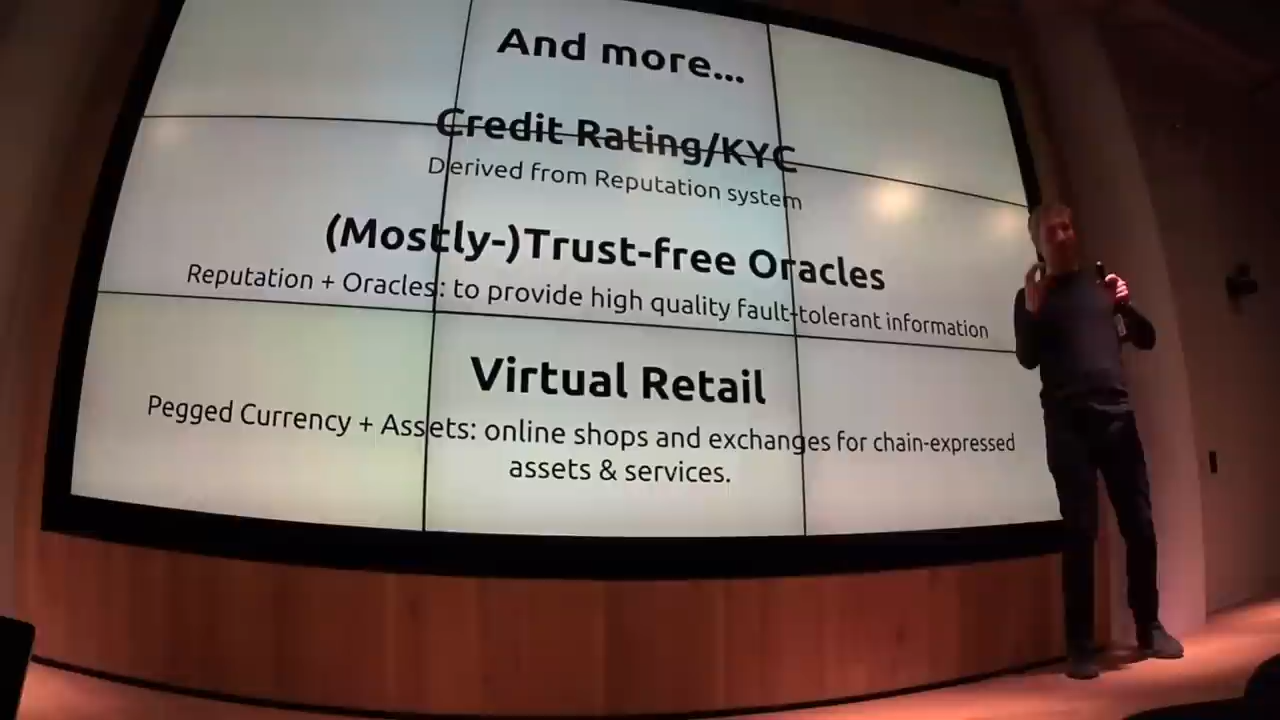 And more...
Credit Rating/KYC
Derived from Reputation system
(Mostly-)Trust-free Oracles
Reputation + Oracles: to provide high quality fault-tolerant information
Virtual Retail
Pegged Currency + Assets: online shops and exchanges for chain-expressed
assets & services.